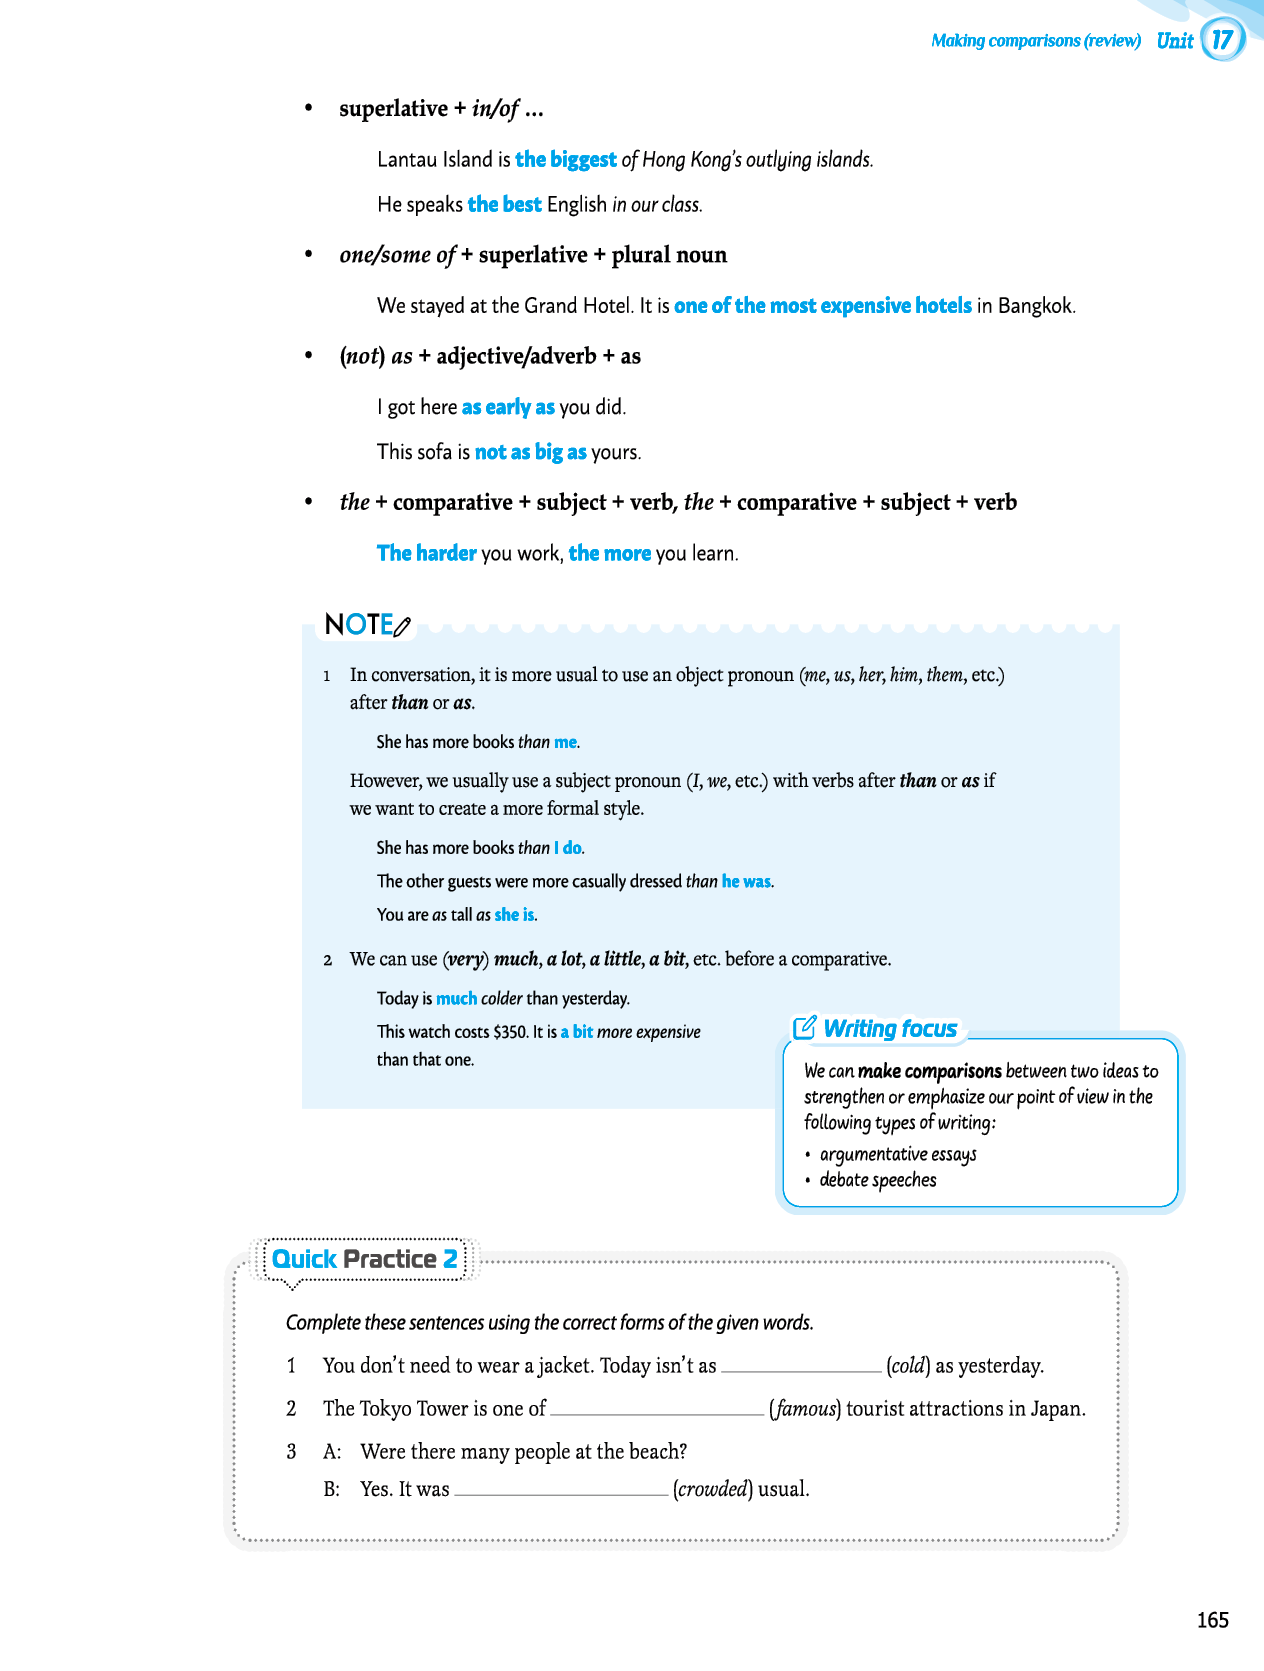 Making comparisons (review) Unit 17
• superlative + in/of ...
Lantau Island is the biggest of Hong Kong's outlying islands.
He speaks the best English in our class.
• one/some of + superlative + plural noun
We stayed at the Grand Hotel. It is one of the most expensive hotels in Bangkok.
• (not) as + adjective/adverb + as
I got here as early as you did.
This sofa is not as big as yours.
• the + comparative + subject + verb, the + comparative + subject + verb
The harder you work, the more you learn.
NOTE
1 In conversation, it is more usual to use an object pronoun (me, us, her, him, them, etc.)
after than or as.
She has more books than me.
However, we usually use a subject pronoun (I, we, etc.) with verbs after than or as if
we want to create a more formal style.
She has more books than I do.
The other guests were more casually dressed than he was.
You are as tall as she is.
2 We can use (very) much, a lot, a little, a bit, etc. before a comparative.
Today is much colder than yesterday.
This watch costs $350. It is a bit more expensive
than that one.
Writing focus
We can make comparisons between two ideas to
strengthen or emphasize our point of view in the
following types of writing:
• argumentative essays
• debate speeches
Quick Practice 2
Complete these sentences using the correct forms of the given words.
1 You don't need to wear a jacket. Today isn't as ____________ (cold) as yesterday.
2 The Tokyo Tower is one of ____________ (famous) tourist attractions in Japan.
3 A: Were there many people at the beach?
B: Yes. It was ____________ (crowded) usual.
165